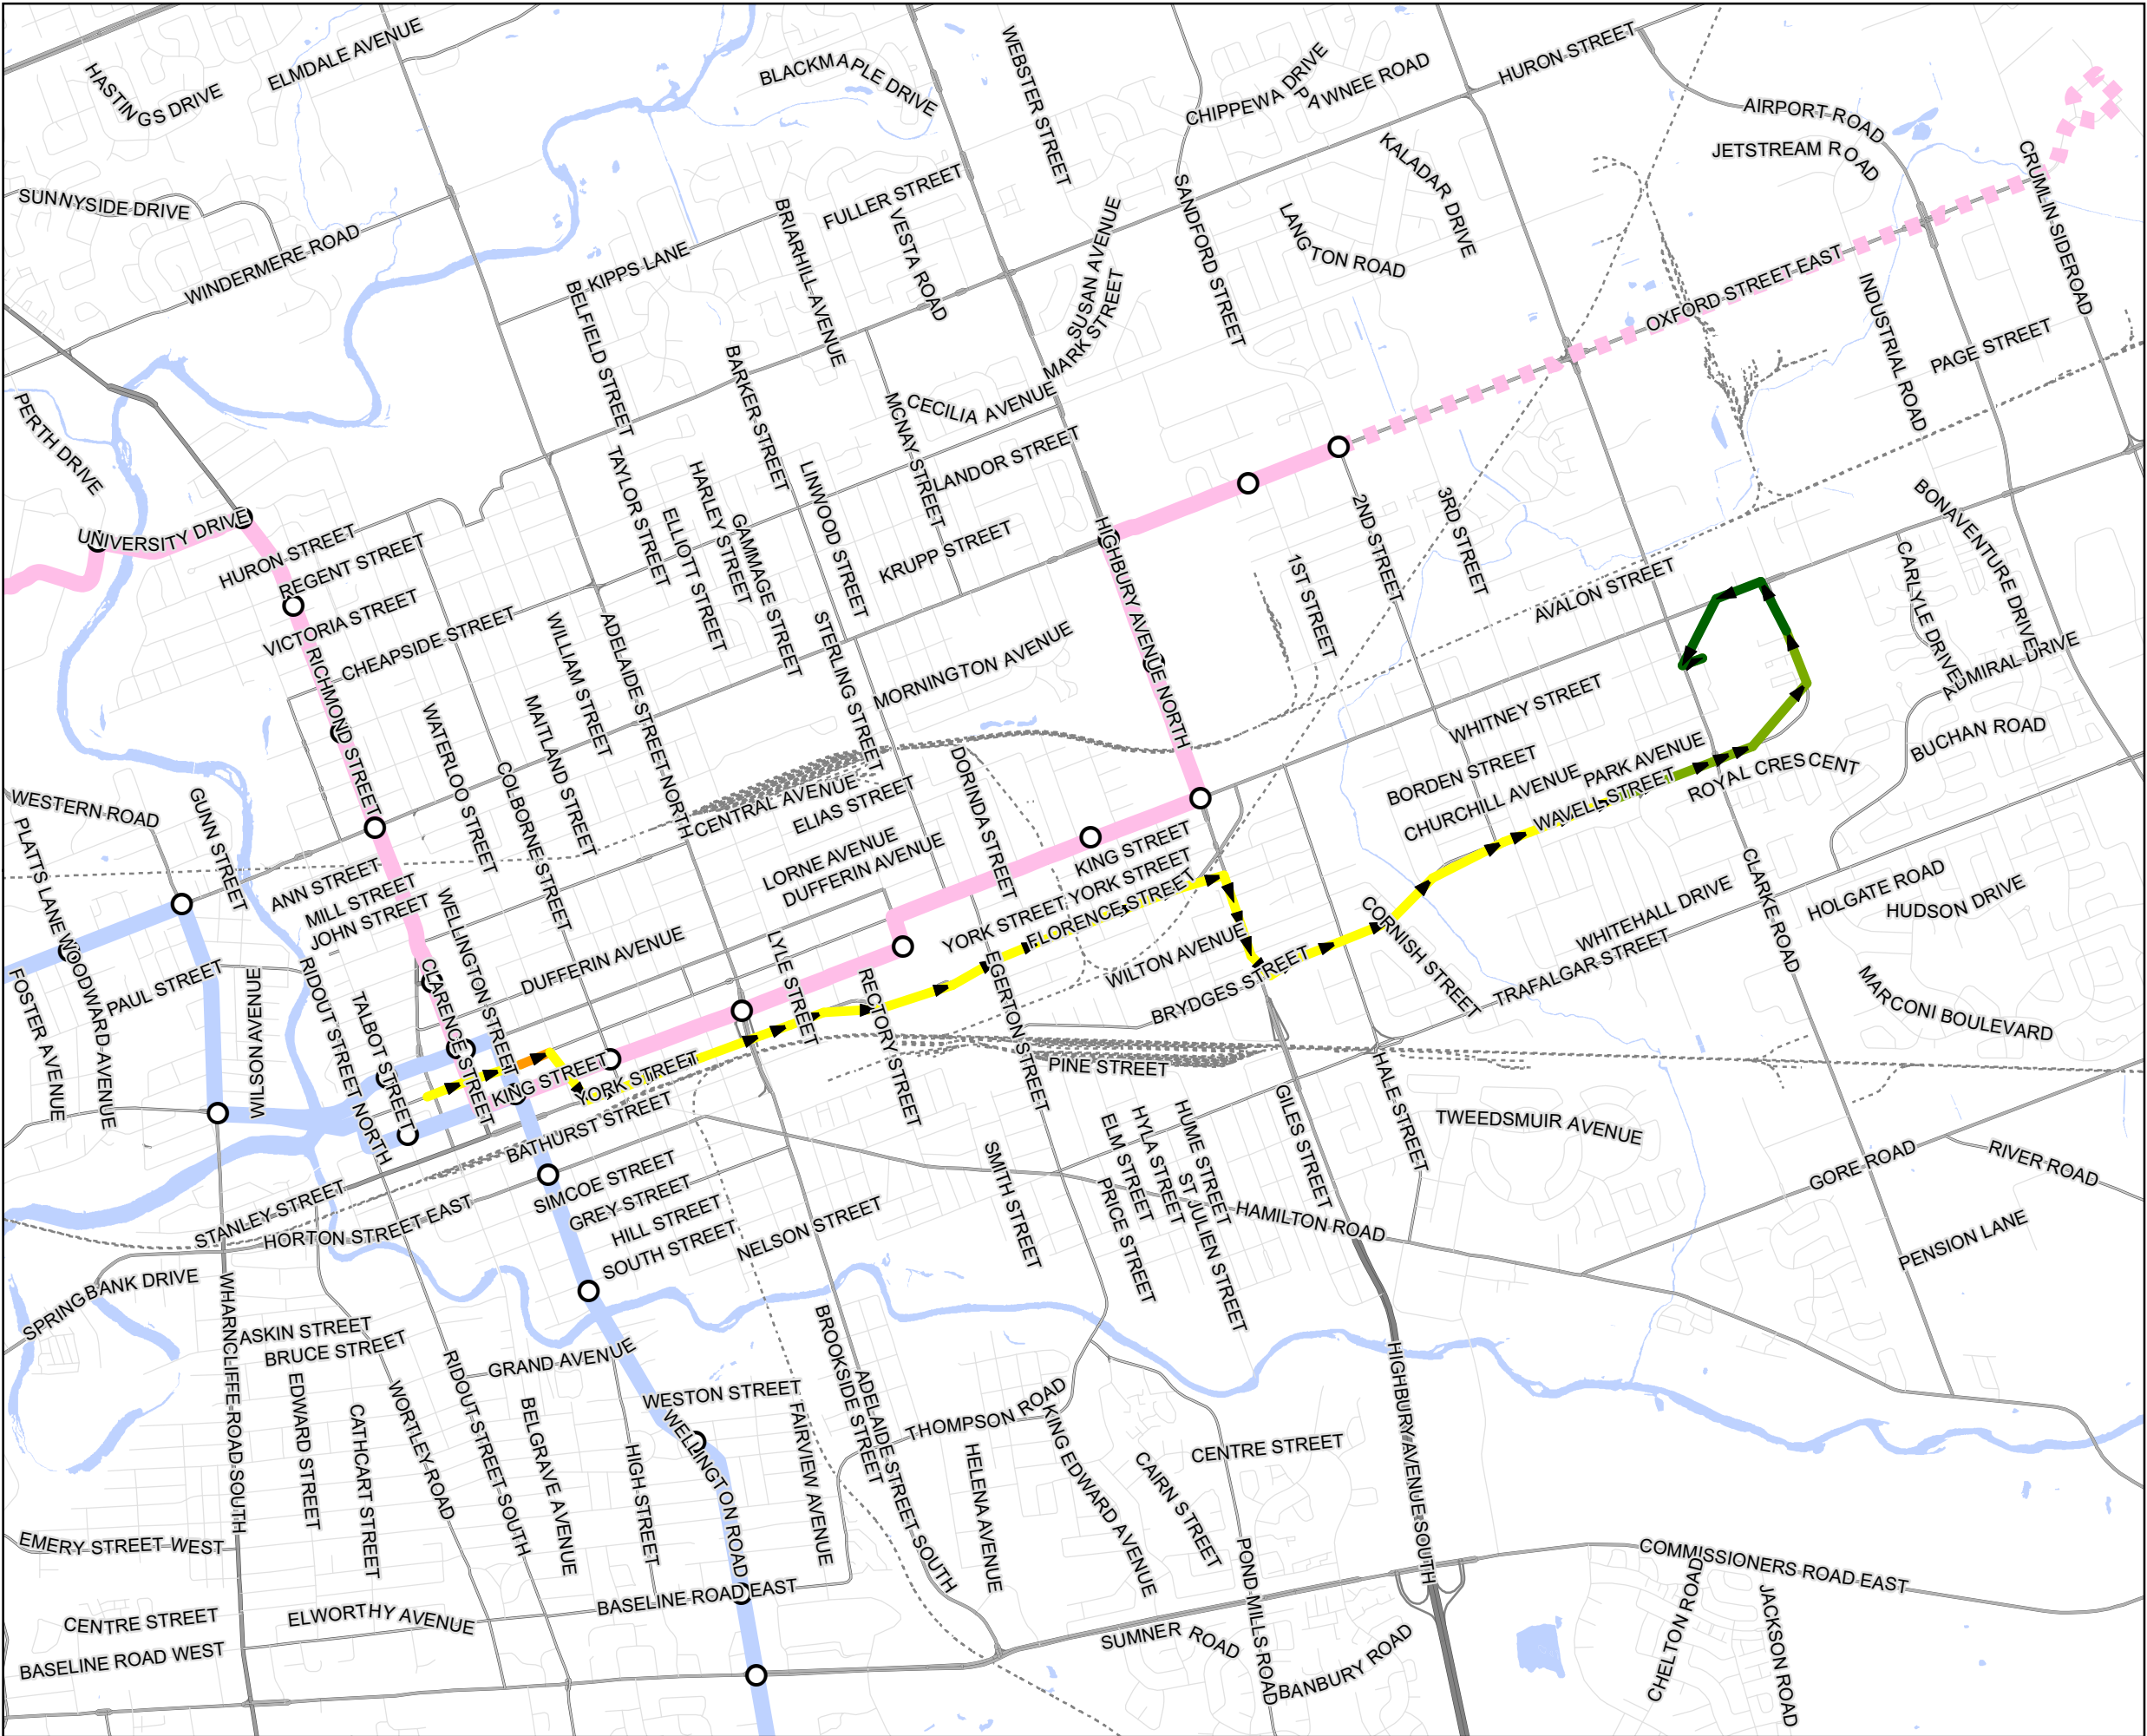 HASTINGS DRIVE
ELMDALE AVENUE
BLACKMAPLE DRIVE
WEBSTER STREET
CHIPPEWA DRIVE
PAWNEE ROAD
HURON STREET
AIRPORT ROAD
JETSTREAM ROAD
CRUMLIN SIDEROAD
SUNNYSIDE DRIVE
WINDERMERE ROAD
KIPPS LANE
FULLER STREET
BRIARHILL AVENUE
VESTA ROAD
SUSAN AVENUE
MARK STREET
SANDFORD STREET
LANGTON ROAD
KALADAR DRIVE
OXFORD STREET EAST
INDUSTRIAL ROAD
PAGE STREET
BELFIELD STREET
BARKER STREET
MCNAY STREET
CECILIA AVENUE
LANDOR STREET
PERTH DRIVE
UNIVERSITY DRIVE
HURON STREET
REGENT STREET
VICTORIA STREET
CHEAPSIDE STREET
RICHMOND STREET
TAYLOR STREET
ELLIOTT STREET
HARLEY STREET
GAMMAGE STREET
LINWOOD STREET
KRUPP STREET
STERLING STREET
MORNINGTON AVENUE
HIGHBURY AVENUE NORTH
1ST STREET
2ND STREET
3RD STREET
AVALON STREET
BONAVENTURE DRIVE
CARLYLE DRIVE
ADMIRAL DRIVE
BUCHAN ROAD
WHITNEY STREET
BORDEN STREET
CHURCHILL AVENUE
PARK AVENUE
WAVELL STREET
ROYAL CRESCENT
WILLIAM STREET
MAITLAND STREET
ADELAIDE STREET NORTH
WATERLOO STREET
COLBORNE STREET
WESTERN ROAD
PLATTS LANE
GUNN STREET
ANN STREET
MILL STREET
JOHN STREET
CENTRAL AVENUE
ELIAS STREET
LORNE AVENUE
DUFFERIN AVENUE
DORINDA STREET
KING STREET
YORK STREET
YORK STREET
FLORENCE STREET
WILTON AVENUE
BRYDGES STREET
CORNISH STREET
WHITEHALL DRIVE
TRAFALGAR STREET
CLARKE ROAD
HOLGATE ROAD
HUDSON DRIVE
MARCONI BOULEVARD
FOSTER AVENUE
WOODWARD AVENUE
PAUL STREET
WILSON AVENUE
RIDOUT STREET NORTH
TALBOT STREET
CLARENCE STREET
WELLINGTON STREET
DUFFERIN AVENUE
LYLE STREET
RECTORY STREET
EGERTON STREET
KING STREET
YORK STREET
BATHURST STREET
PINE STREET
HALE STREET
GILES STREET
TWEEDSMUIR AVENUE
GORE ROAD
RIVER ROAD
PENSION LANE
STANLEY STREET
HORTON STREET EAST
SIMCOE STREET
GREY STREET
HILL STREET
SOUTH STREET
NELSON STREET
SMITH STREET
ELM STREET
HYLA STREET
HUME STREET
PRICE STREET
ST JULIEN STREET
HAMILTON ROAD
SPRINGBANK DRIVE
WHARNCLIFFE ROAD SOUTH
ASKIN STREET
BRUCE STREET
EDWARD STREET
CATHCART STREET
WORTLEY ROAD
RIDOUT STREET SOUTH
GRAND AVENUE
BELGRAVE AVENUE
HIGH STREET
WESTON STREET
WELLINGTON ROAD
FAIRVIEW AVENUE
BROOKSIDE STREET
ADELAIDE STREET SOUTH
THOMPSON ROAD
HELENA AVENUE
KING EDWARD AVENUE
CAIRN STREET
CENTRE STREET
POND MILLS ROAD
HIGHBURY AVENUE SOUTH
COMMISSIONERS ROAD EAST
CHELTON ROAD
JACKSON ROAD
EMERY STREET WEST
CENTRE STREET
ELWORTHY AVENUE
BASELINE ROAD EAST
BASELINE ROAD WEST
SUMNER ROAD
BANBURY ROAD